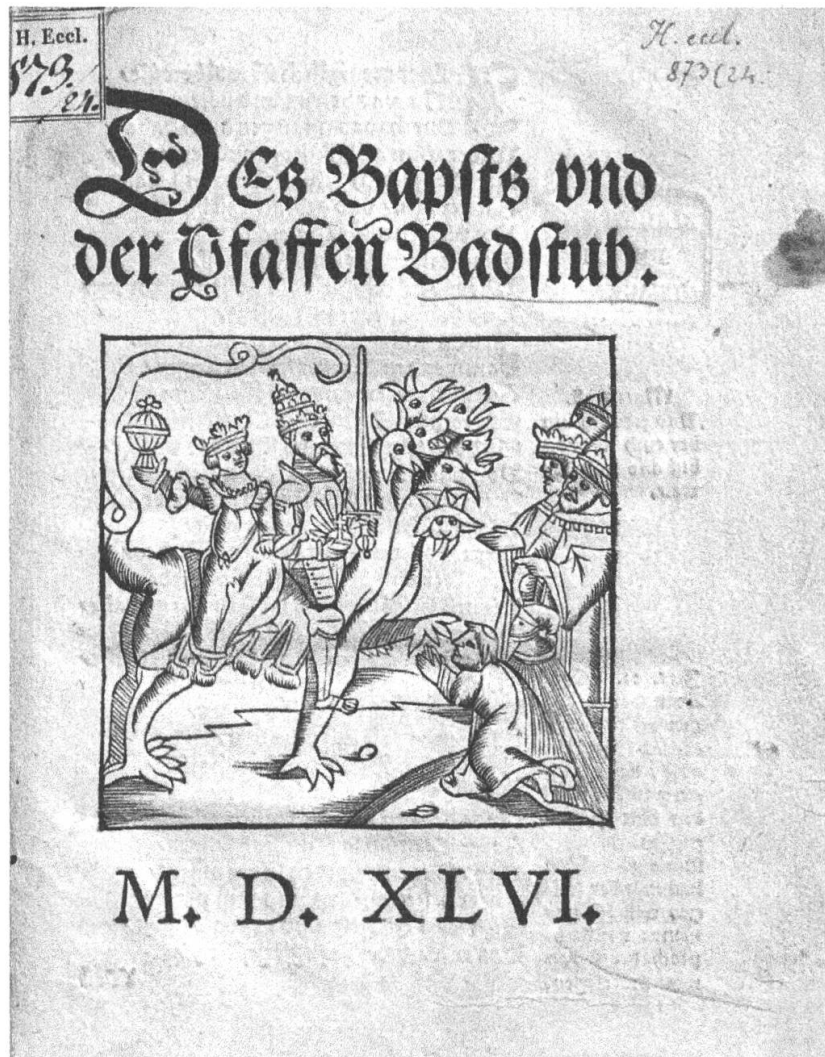 H. Eccl.
873.
24.
H. eccl.
873(24.
DEs Bapſts vnd
der Pfaffen Badſtub.
M. D. XLVI.